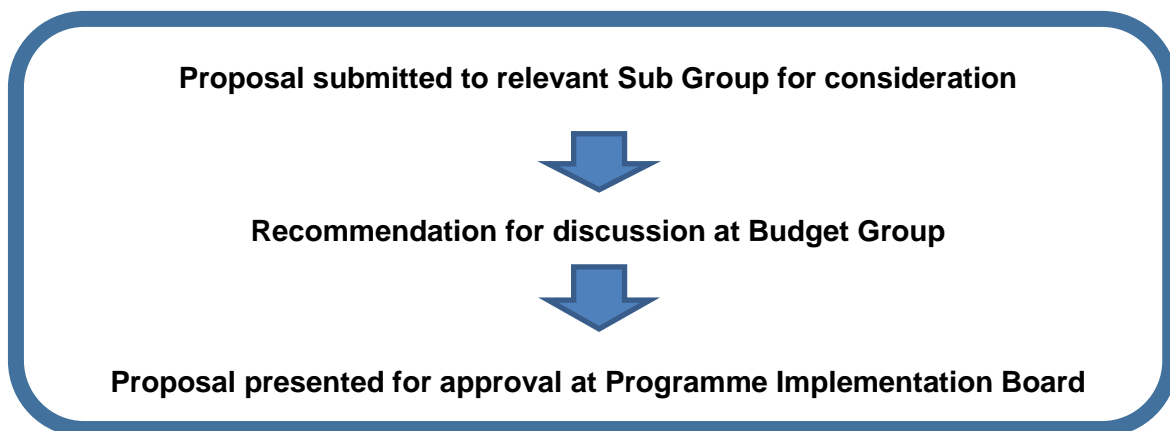 Proposal submitted to relevant Sub Group for consideration
Recommendation for discussion at Budget Group
Proposal presented for approval at Programme Implementation Board